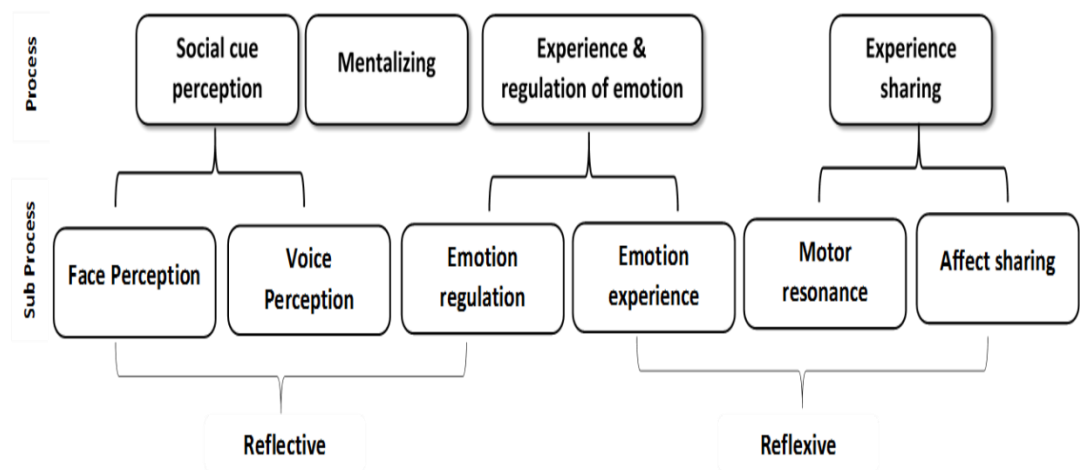 Process
Social cue
perception
Mentalizing
Experience &
regulation of emotion
Experience
sharing
Sub Process
Face Perception
Voice
Perception
Emotion
regulation
Emotion
experience
Motor
resonance
Affect sharing
Reflective
Reflexive